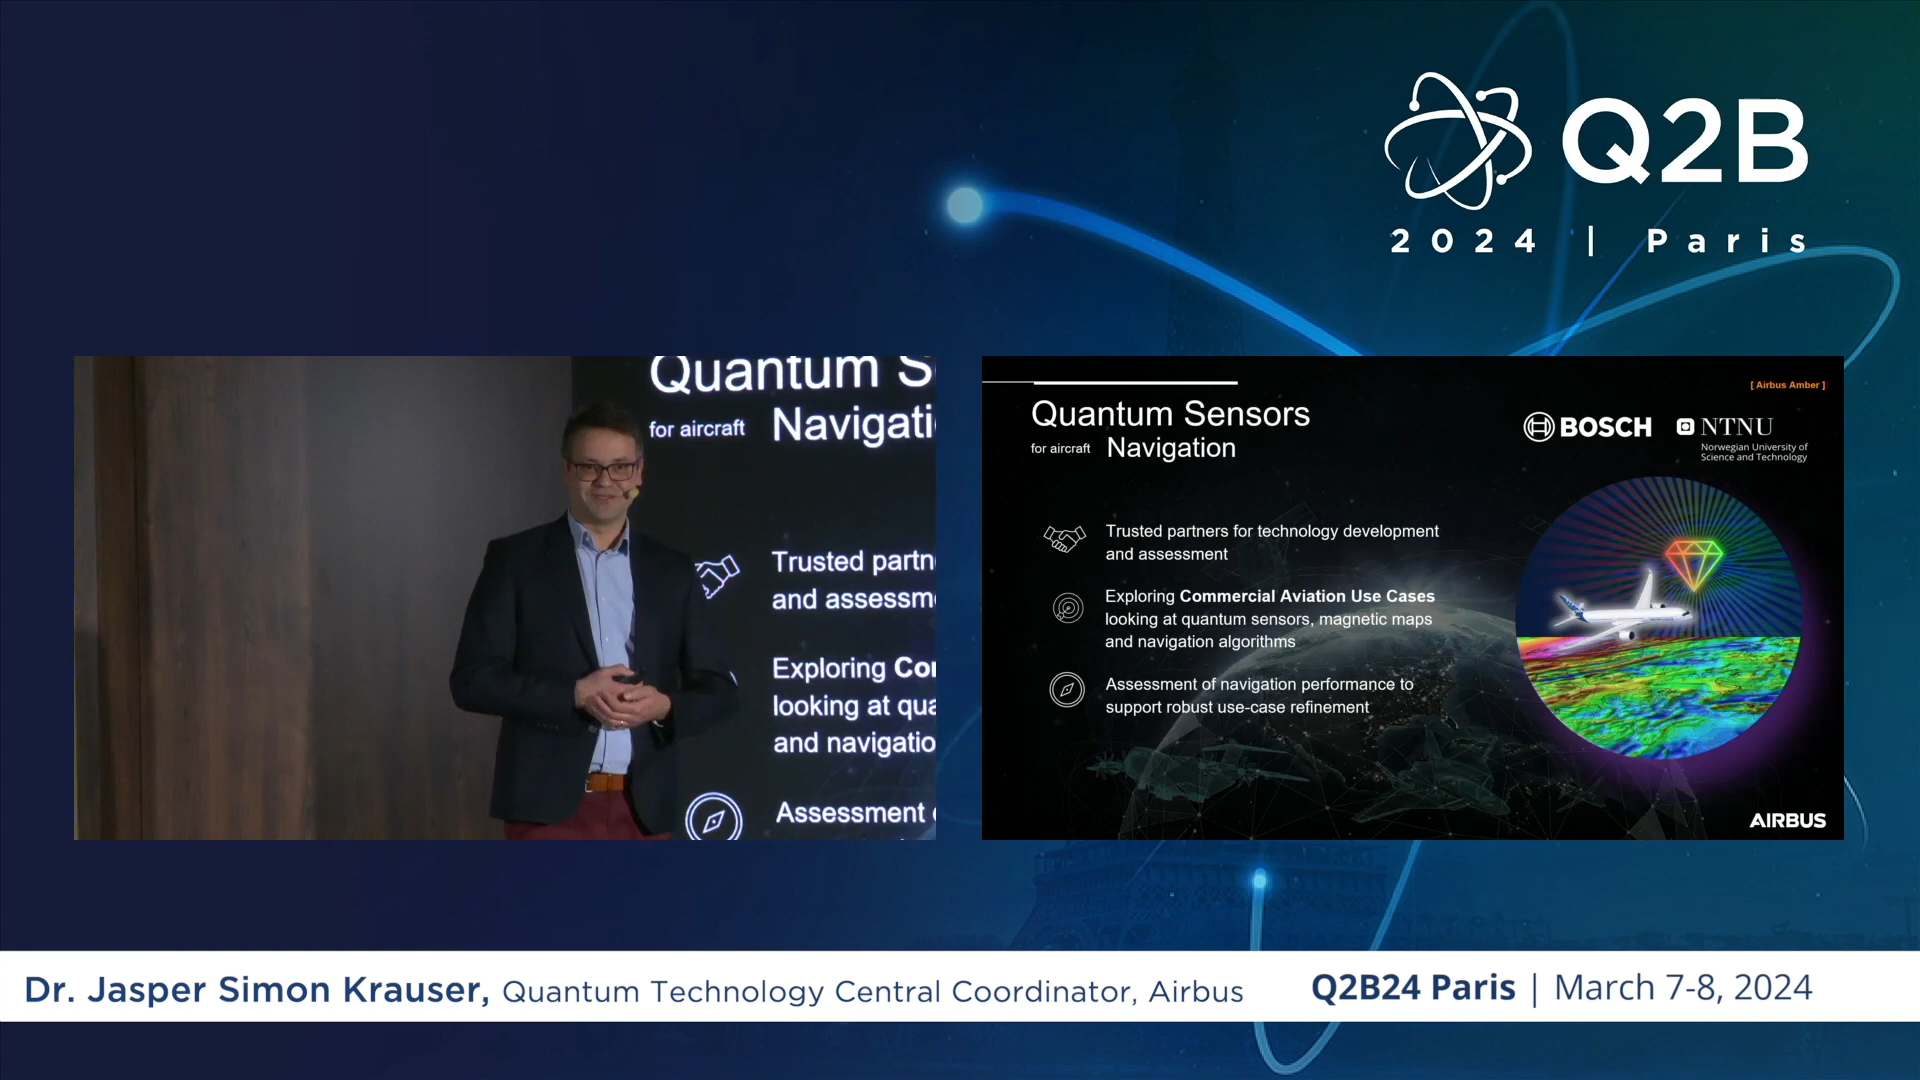 Q2B
2024 | Paris
Quantum S
for aircraft Navigati
Trusted partn
and assessm
Exploring Co
looking at qua
and navigatio
Assessment
[ Airbus Amber ]
Quantum Sensors
for aircraft Navigation
BOSCH
NTNU
Norwegian University of
Science and Technology
Trusted partners for technology development
and assessment
Exploring Commercial Aviation Use Cases
looking at quantum sensors, magnetic maps
and navigation algorithms
Assessment of navigation performance to
support robust use-case refinement
AIRBUS
Dr. Jasper Simon Krauser, Quantum Technology Central Coordinator, Airbus
Q2B24 Paris | March 7-8, 2024